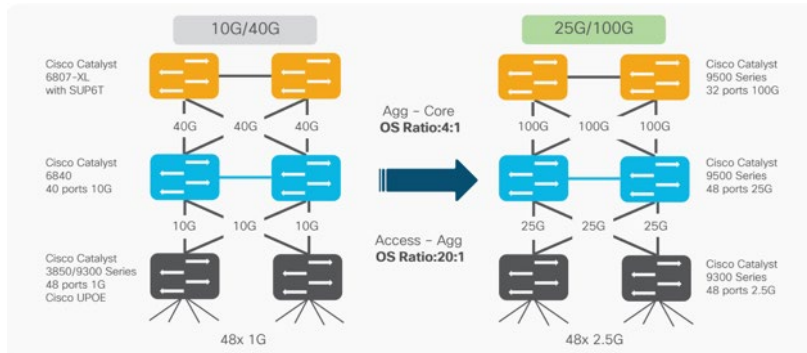 10G/40G
25G/100G
Cisco Catalyst
6807-XL
with SUP6T
Cisco Catalyst
9500 Series
32 ports 100G
Agg - Core
OS Ratio:4:1
40G
40G
40G
100G
100G
100G
Cisco Catalyst
6840
40 ports 10G
Cisco Catalyst
9500 Series
48 ports 25G
10G
10G
10G
25G
25G
25G
Access - Agg
OS Ratio:20:1
Cisco Catalyst
3850/9300 Series
48 ports 1G
Cisco UPOE
Cisco Catalyst
9300 Series
48 ports 2.5G
48x 1G
48x 2.5G